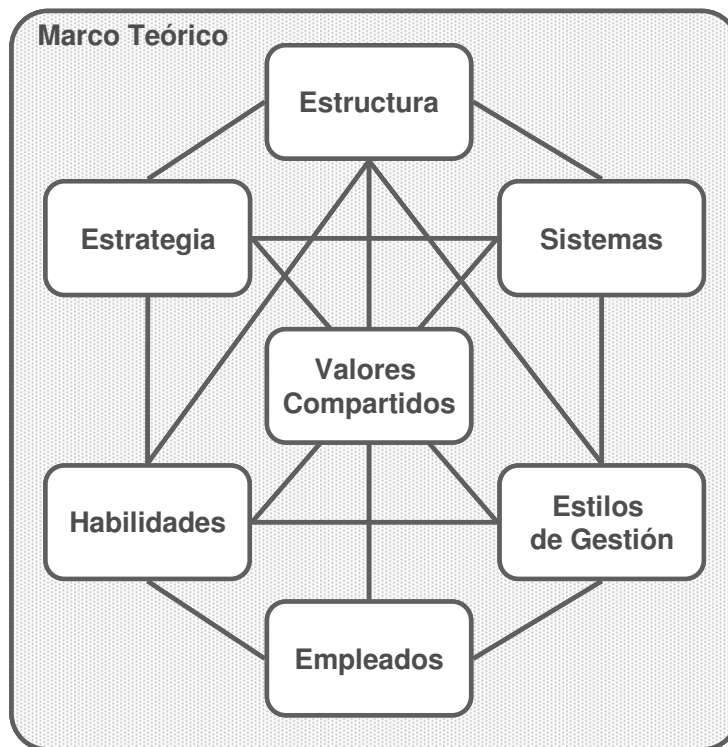 Marco Teórico
Estructura
Estrategia
Sistemas
Valores
Compartidos
Habilidades
Estilos
de Gestión
Empleados